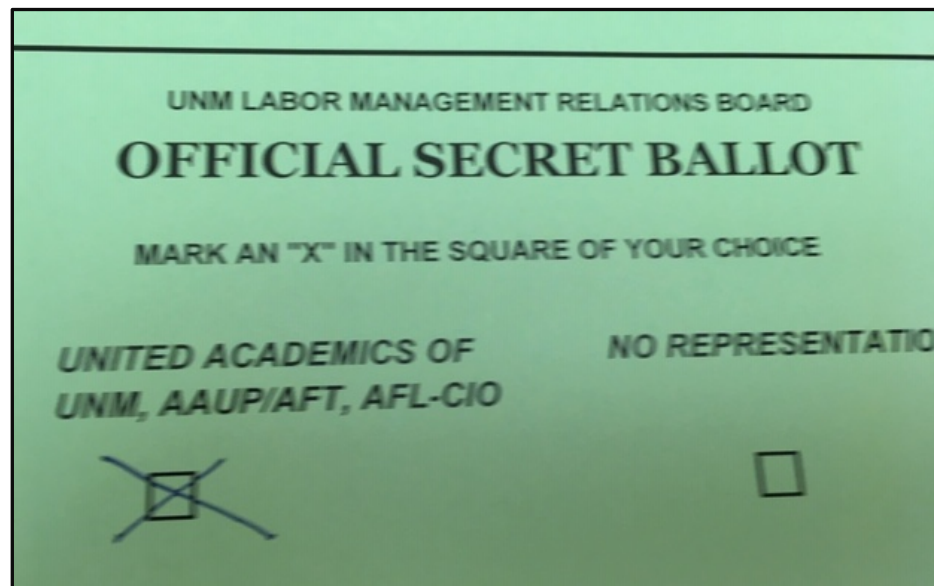 UNM LABOR MANAGEMENT RELATIONS BOARD
OFFICIAL SECRET BALLOT
MARK AN "X" IN THE SQUARE OF YOUR CHOICE
UNITED ACADEMICS OF
UNM, AAUP/AFT, AFL-CIO
NO REPRESENTATIO